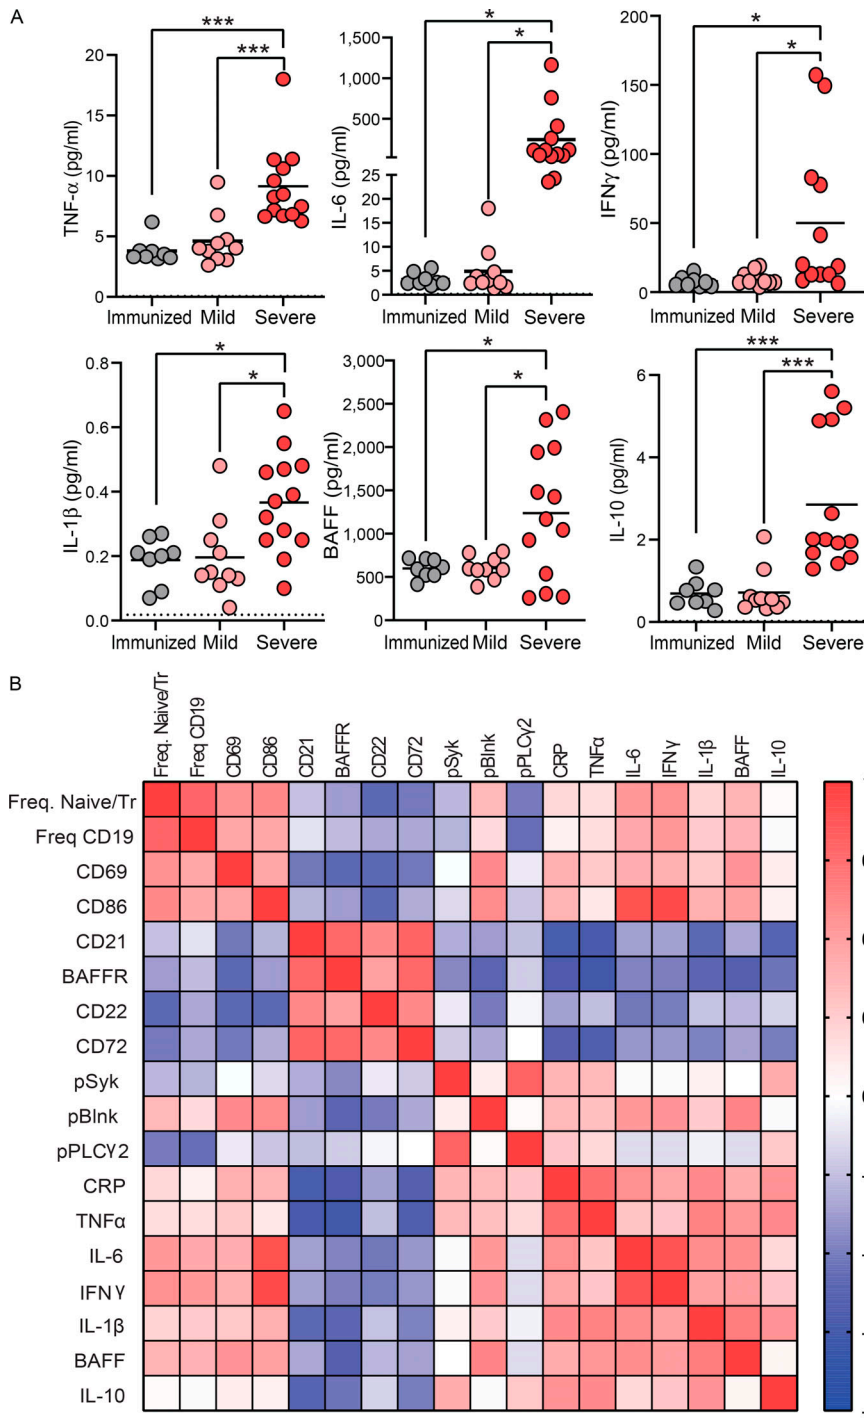 A
*** * *
*** * *
20 1,500 200
1,000 150
15 500 100
10 25 50
20
5 15
10
5
0 0 0
TNF-α (pg/ml) IL-6 (pg/ml) IFNγ (pg/ml)
Immunized Mild Severe Immunized Mild Severe Immunized Mild Severe
* * ***
* * ***
0.8 3,000 6
0.6 2,500 4
0.4 2,000 2
0.2 1,500 0
0.0 1,000
500
0
IL-1β (pg/ml) BAFF (pg/ml) IL-10 (pg/ml)
Immunized Mild Severe Immunized Mild Severe Immunized Mild Severe
B
Freq. Naive/Tr Freq CD19 CD69 CD86 CD21 BAFFR CD22 CD72 pSyk pBlnk pPLCγ2 CRP TNFα IL-6 IFNγ IL-1β BAFF IL-10
Freq. Naive/Tr
Freq CD19
CD69
CD86
CD21
BAFFR
CD22
CD72
pSyk
pBlnk
pPLCγ2
CRP
TNFα
IL-6
IFNγ
IL-1β
BAFF
IL-10